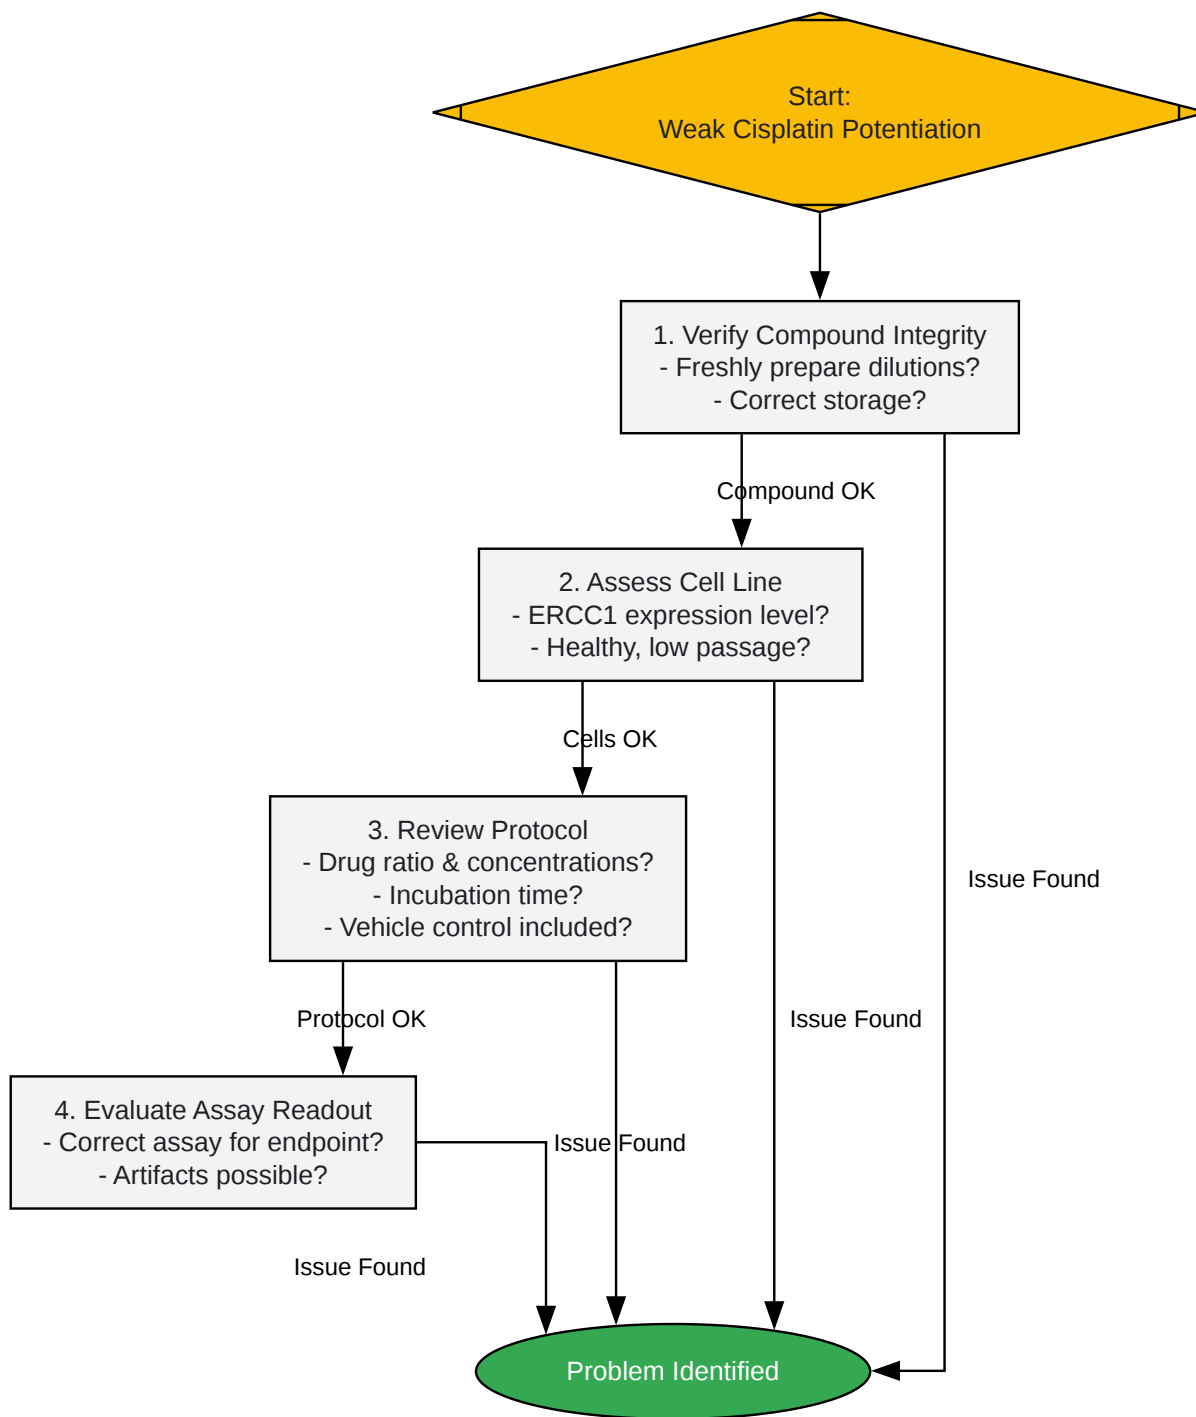 Start:
Weak Cisplatin Potentiation
1. Verify Compound Integrity
- Freshly prepare dilutions?
- Correct storage?
Compound OK
2. Assess Cell Line
- ERCC1 expression level?
- Healthy, low passage?
Cells OK
3. Review Protocol
- Drug ratio & concentrations?
- Incubation time?
- Vehicle control included?
Issue Found
Protocol OK
Issue Found
4. Evaluate Assay Readout
- Correct assay for endpoint?
- Artifacts possible?
Issue Found
Issue Found
Problem Identified